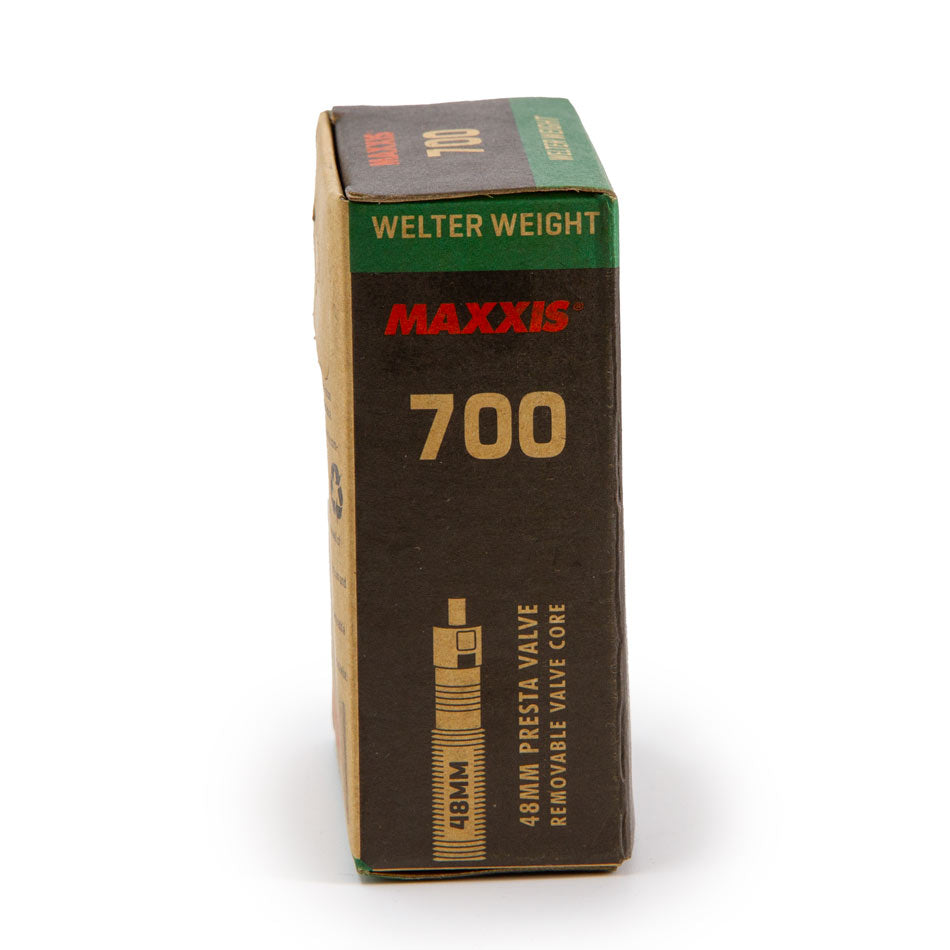 MAXXIS
700
WELTER WEIGHT
WELTER WEIGHT
MAXXIS®
700
48MM
48MM PRESTA VALVE
REMOVABLE VALVE CORE